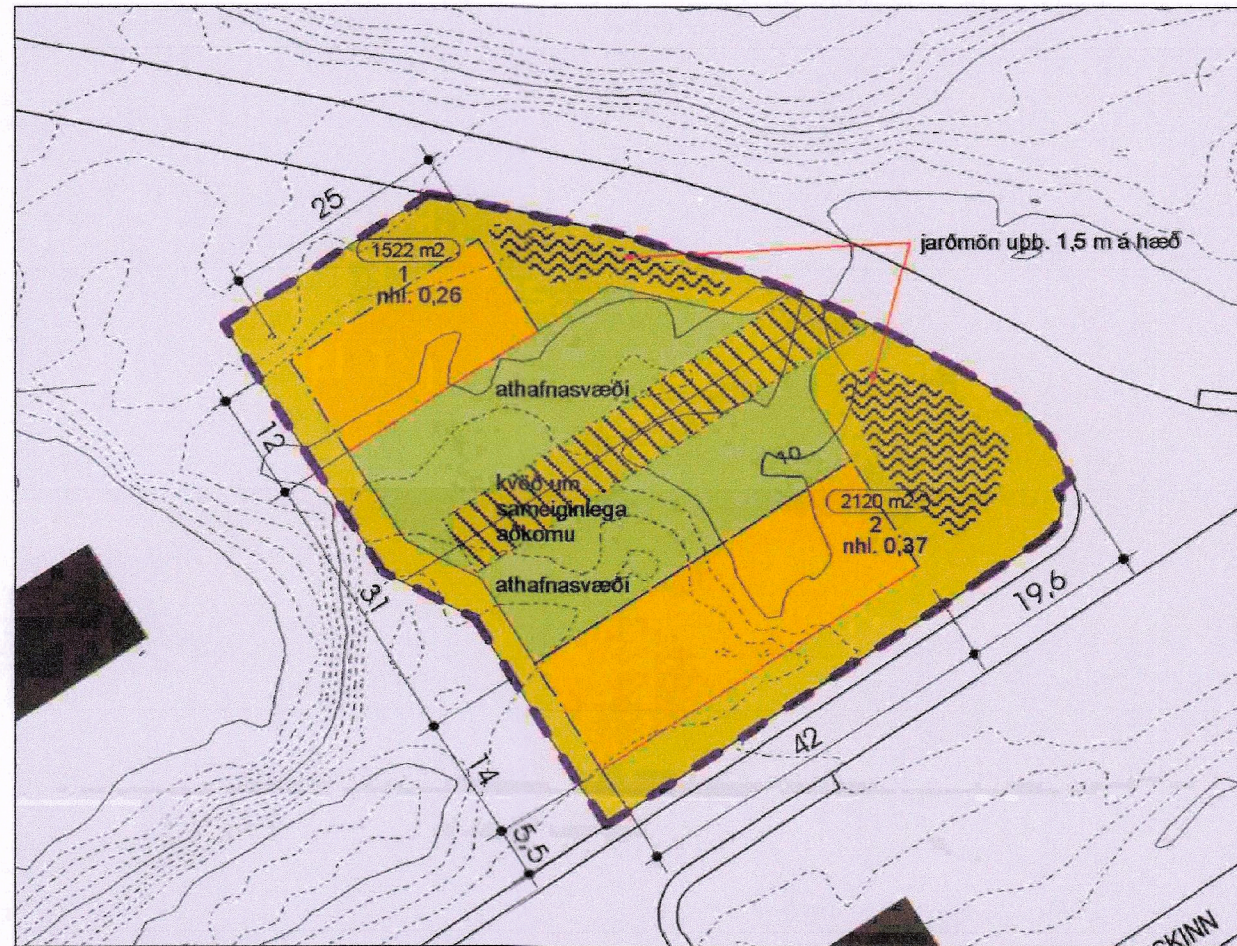 25
1522 m2
1
nhl. 0,26
jarðmön upp. 1,5 m á hæð
athafnasvæði
12
kvöð um
sameiginlega
aðkomu
10
2120 m2
2
nhl. 0,37
athafnasvæði
31
19,6
42
14
5,5